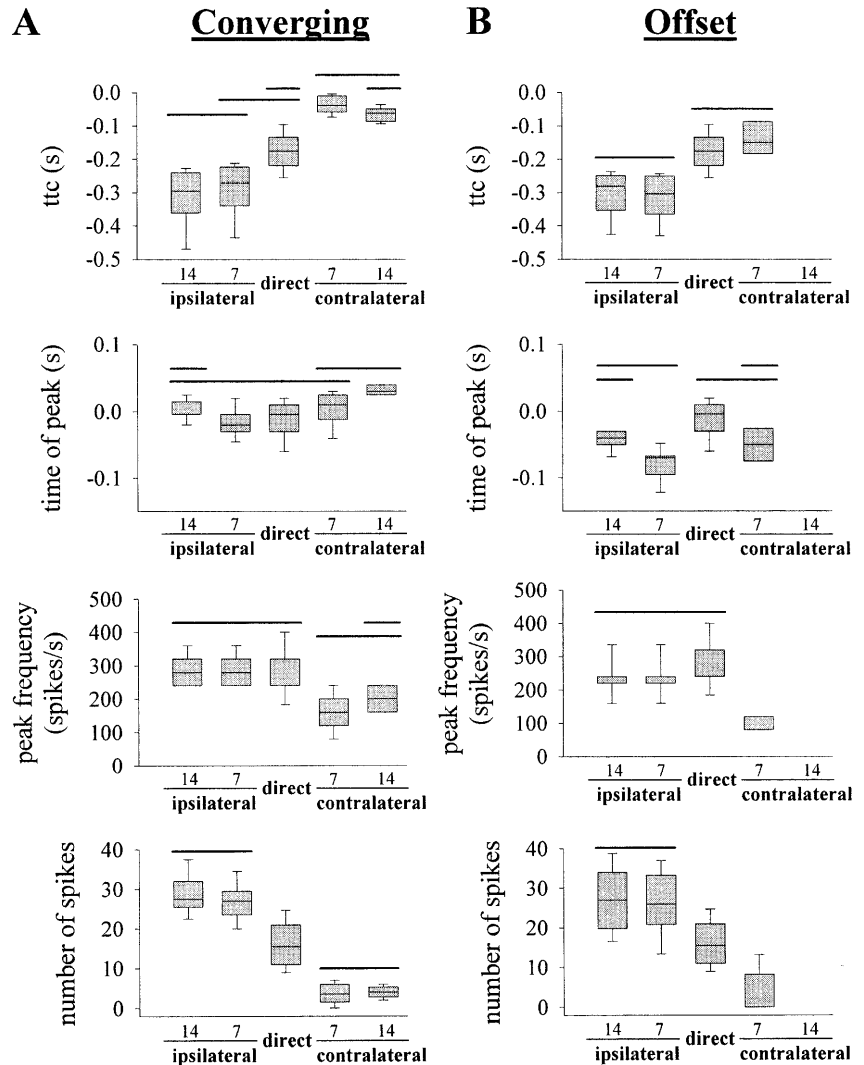 A Converging
B Offset
ttc (s)
0.0
-0.1
-0.2
-0.3
-0.4
-0.5
14 7 direct 7 14
ipsilateral contralateral
0.0
-0.1
-0.2
-0.3
-0.4
-0.5
ttc (s)
14 7 direct 7 14
ipsilateral contralateral
time of peak (s)
0.1
0.0
-0.1
14 7 direct 7 14
ipsilateral contralateral
time of peak (s)
0.1
0.0
-0.1
14 7 direct 7 14
ipsilateral contralateral
peak frequency
(spikes/s)
500
400
300
200
100
0
14 7 direct 7 14
ipsilateral contralateral
peak frequency
(spikes/s)
500
400
300
200
100
0
14 7 direct 7 14
ipsilateral contralateral
number of spikes
40
30
20
10
0
14 7 direct 7 14
ipsilateral contralateral
number of spikes
40
30
20
10
0
14 7 direct 7 14
ipsilateral contralateral